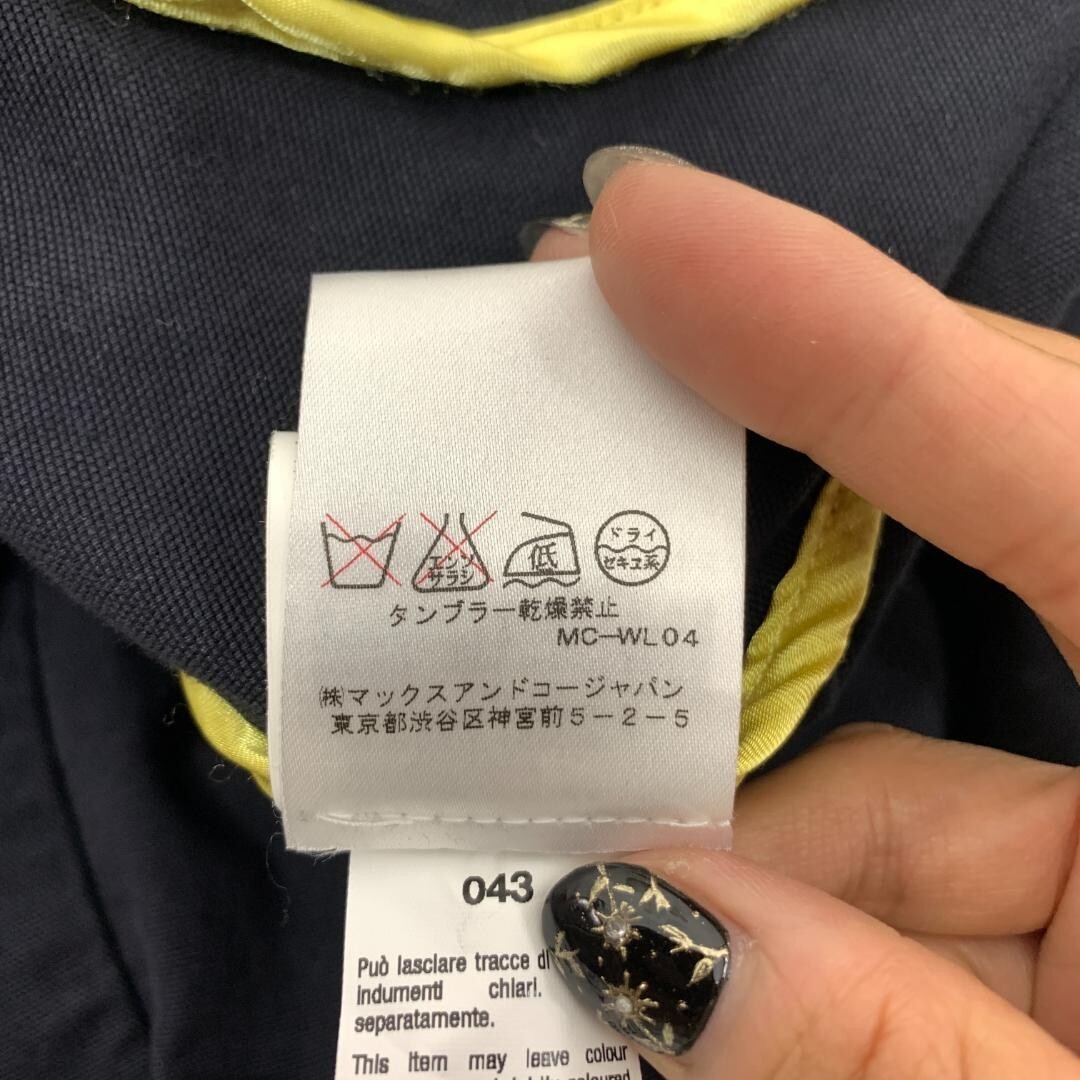 エンソ
サラシ
低
ドライ
セキユ系
タンブラー乾燥禁止
MC-WL04
㈱マックスアンドコージャパン
東京都渋谷区神宮前5-2-5
043
Può lasciare tracce di
indumenti chiari.
separatamente.
This item may leave colour
coloured